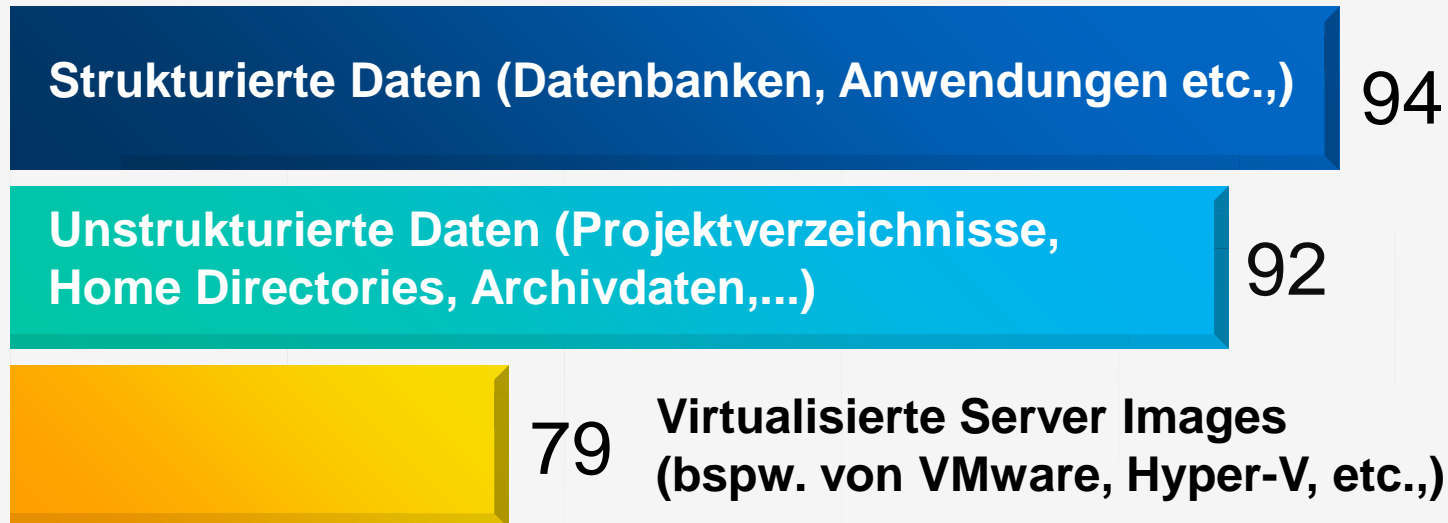 Strukturierte Daten (Datenbanken, Anwendungen etc.,)
94
Unstrukturierte Daten (Projektverzeichnisse,
Home Directories, Archivdaten,...)
92
79
Virtualisierte Server Images
(bspw. von VMware, Hyper-V, etc.,)